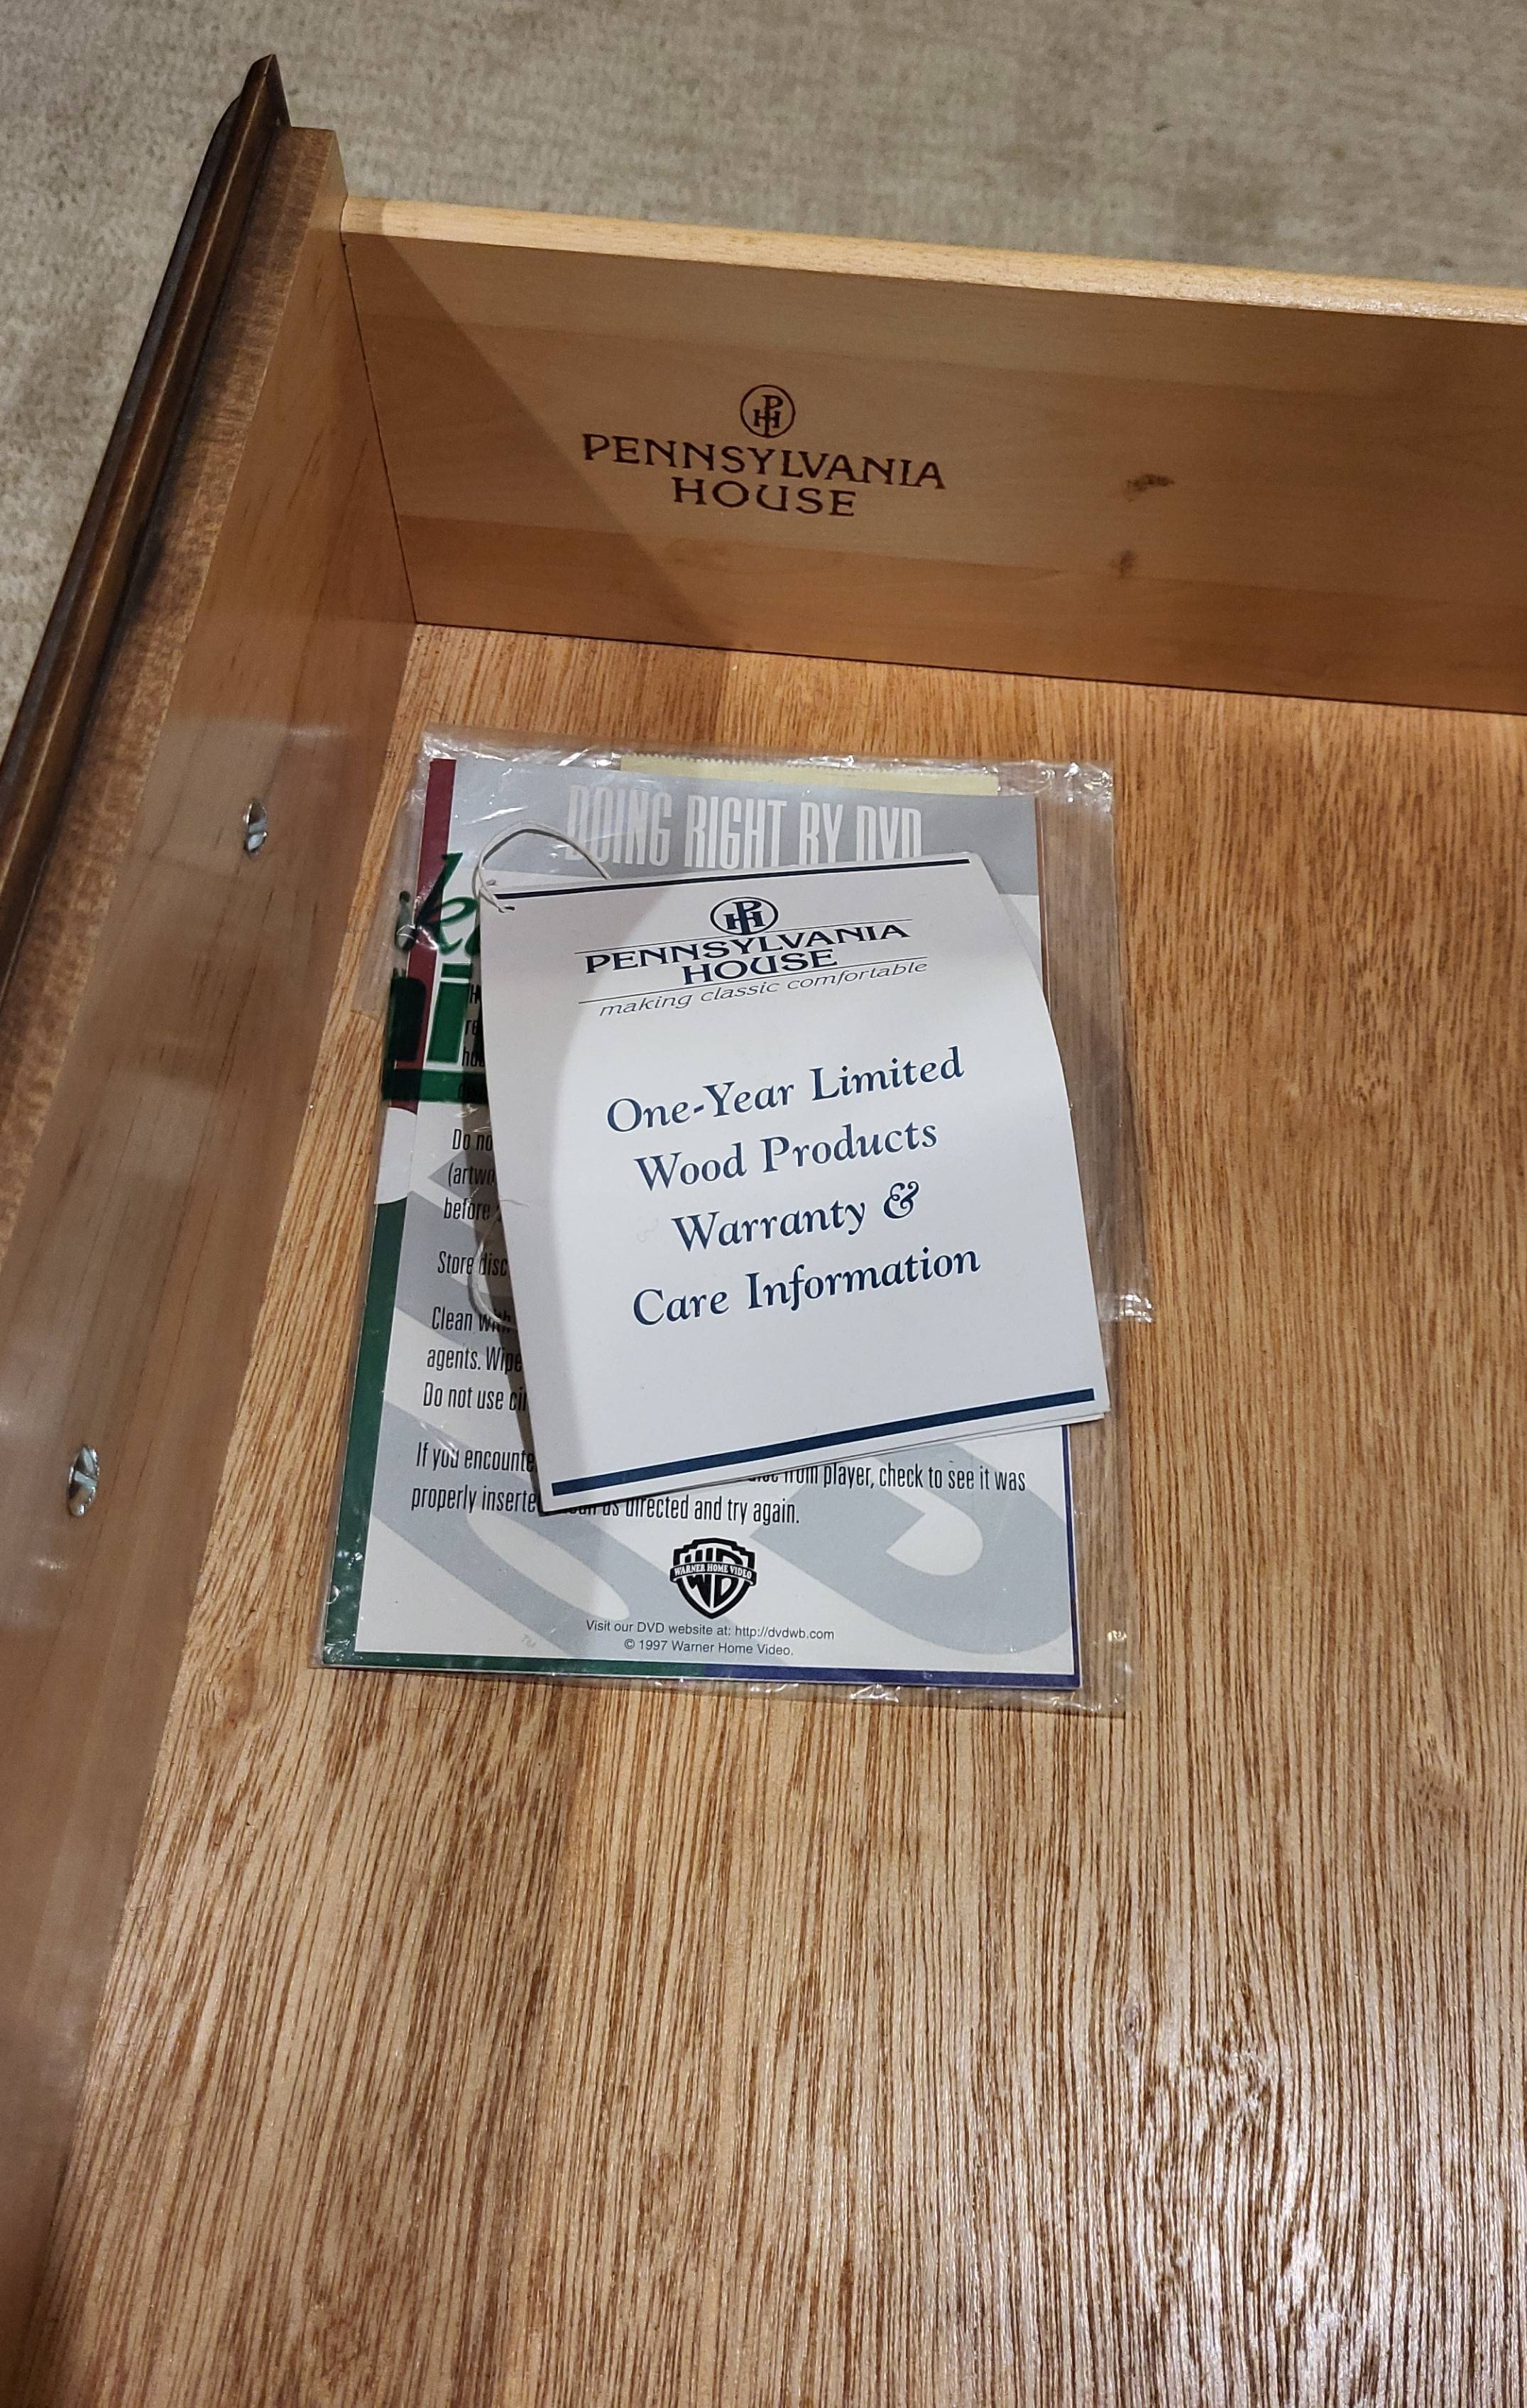 PH
PENNSYLVANIA
HOUSE
DOING RIGHT BY DVD
PH
PENNSYLVANIA
HOUSE
making classic comfortable
One-Year Limited
Wood Products
Warranty &
Care Information
Do no
(artwo
before
Store disc
Clean with
agents. Wipe
Do not use ci
If you encounte from player, check to see it was
properly inserte as directed and try again.
WARNER HOME VIDEO
Visit our DVD website at: http://dvdwb.com
© 1997 Warner Home Video.